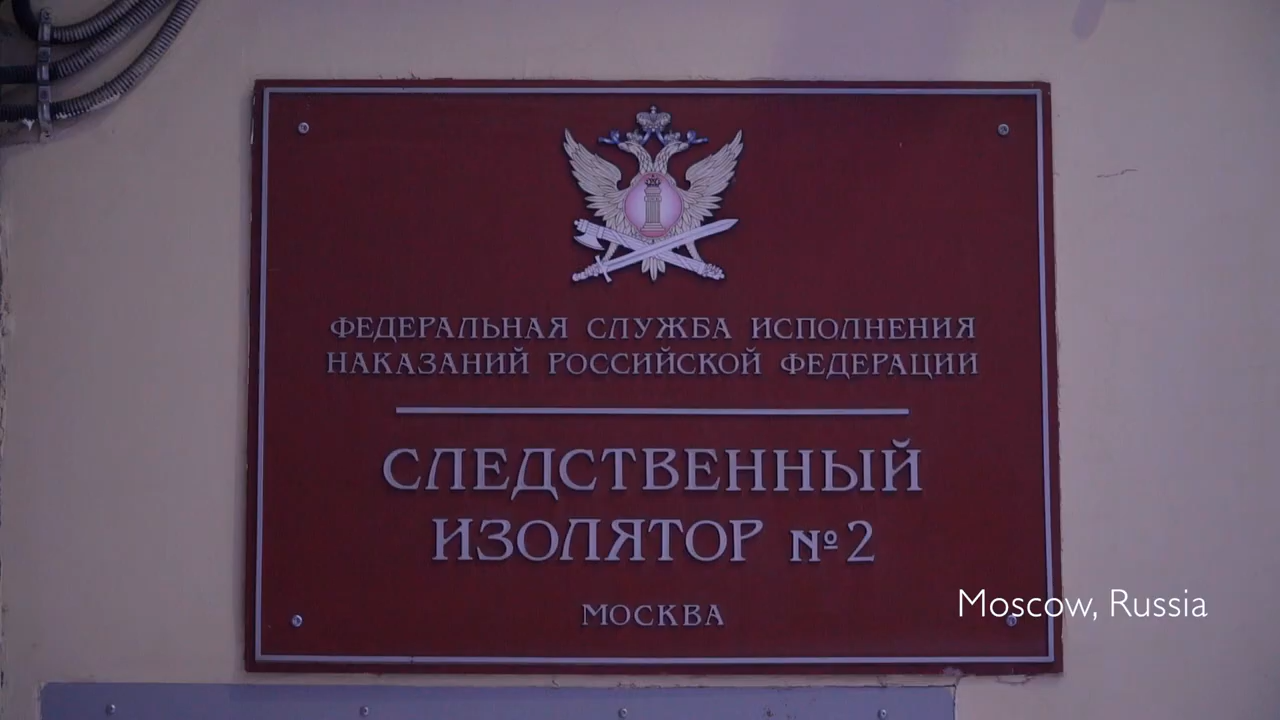 ФЕДЕРАЛЬНАЯ СЛУЖБА ИСПОЛНЕНИЯ
НАКАЗАНИЙ РОССИЙСКОЙ ФЕДЕРАЦИИ
СЛЕДСТВЕННЫЙ
ИЗОЛЯТОР №2
МОСКВА
Moscow, Russia